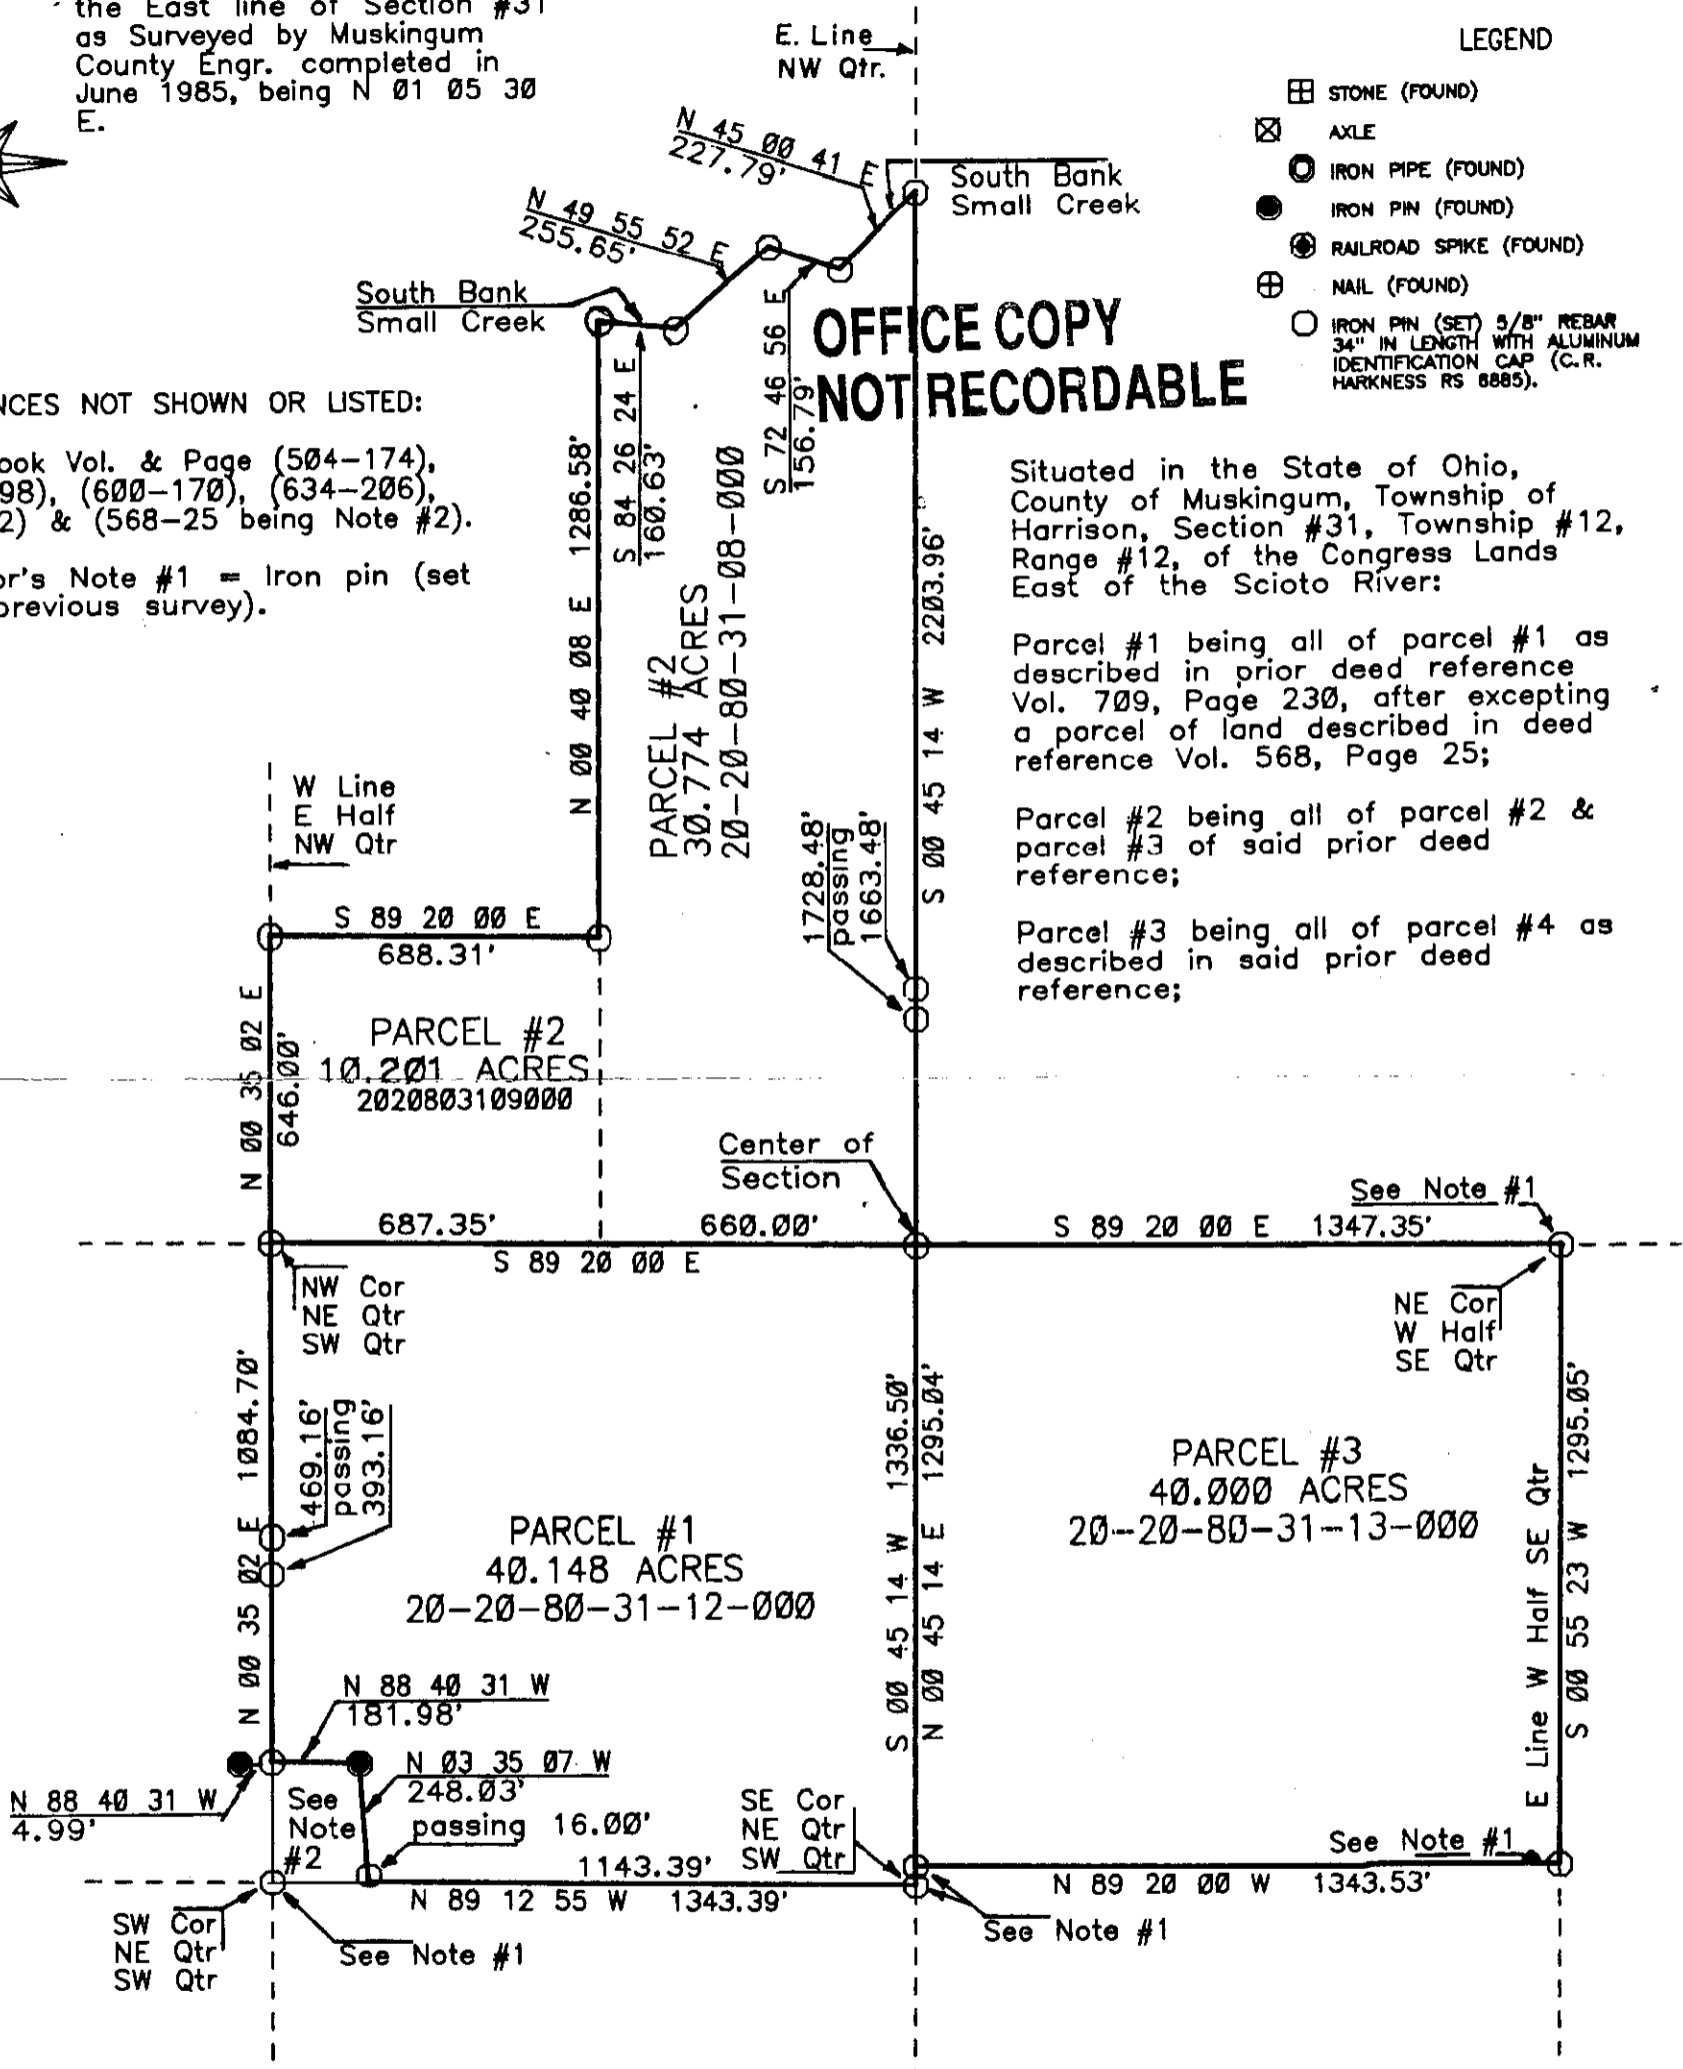 the East line of Section #31
as Surveyed by Muskingum
County Engr. completed in
June 1985, being N 01 05 30
E.
E. Line
NW Qtr.
LEGEND
STONE (FOUND)
AXLE
IRON PIPE (FOUND)
IRON PIN (FOUND)
RAILROAD SPIKE (FOUND)
NAIL (FOUND)
IRON PIN (SET) 5/8" REBAR
34" IN LENGTH WITH ALUMINUM
IDENTIFICATION CAP (C.R.
HARKNESS RS 6885).
N 45 00 41 E
227.79'
South Bank
Small Creek
N 49 55 52 E
255.65'
South Bank
Small Creek
OFFICE COPY
NOT RECORDABLE
S 84 26 24 E
160.63'
S 72 46 56 E
156.79'
NOT SHOWN OR LISTED:
Vol. & Page (504-174),
(600-170), (634-206),
& (568-25 being Note #2).
Note #1 = Iron pin (set
previous survey).
N 00 40 08 E 1286.58'
PARCEL #2
30.774 ACRES
20-20-80-31-08-000
S 00 45 14 W 2203.96'
Situated in the State of Ohio,
County of Muskingum, Township of
Harrison, Section #31, Township #12,
Range #12, of the Congress Lands
East of the Scioto River:
Parcel #1 being all of parcel #1 as
described in prior deed reference
Vol. 709, Page 230, after excepting
a parcel of land described in deed
reference Vol. 568, Page 25;
Parcel #2 being all of parcel #2 &
parcel #3 of said prior deed
reference;
Parcel #3 being all of parcel #4 as
described in said prior deed
reference;
W Line
E Half
NW Qtr
1728.48'
passing
1663.48'
S 89 20 00 E
688.31'
N 00 35 02 E
646.00'
PARCEL #2
10.201 ACRES
2020803109000
Center of
Section
See Note #1
687.35'
660.00'
S 89 20 00 E
S 89 20 00 E 1347.35'
NW Cor
NE Qtr
SW Qtr
NE Cor
W Half
SE Qtr
N 00 35 02 E 1084.70'
469.16'
passing
393.16'
PARCEL #1
40.148 ACRES
20-20-80-31-12-000
S 00 45 14 W 1336.50'
N 00 45 14 E 1295.04'
PARCEL #3
40.000 ACRES
20-20-80-31-13-000
E Line W Half SE Qtr
S 00 55 23 W 1295.05'
N 88 40 31 W
181.98'
N 03 35 07 W
248.03'
passing 16.00'
N 88 40 31 W
4.99'
See
Note
#2
SE Cor
NE Qtr
SW Qtr
1143.39'
N 89 12 55 W 1343.39'
See Note #1
N 89 20 00 W 1343.53'
See Note #1
SW Cor
NE Qtr
SW Qtr
See Note #1